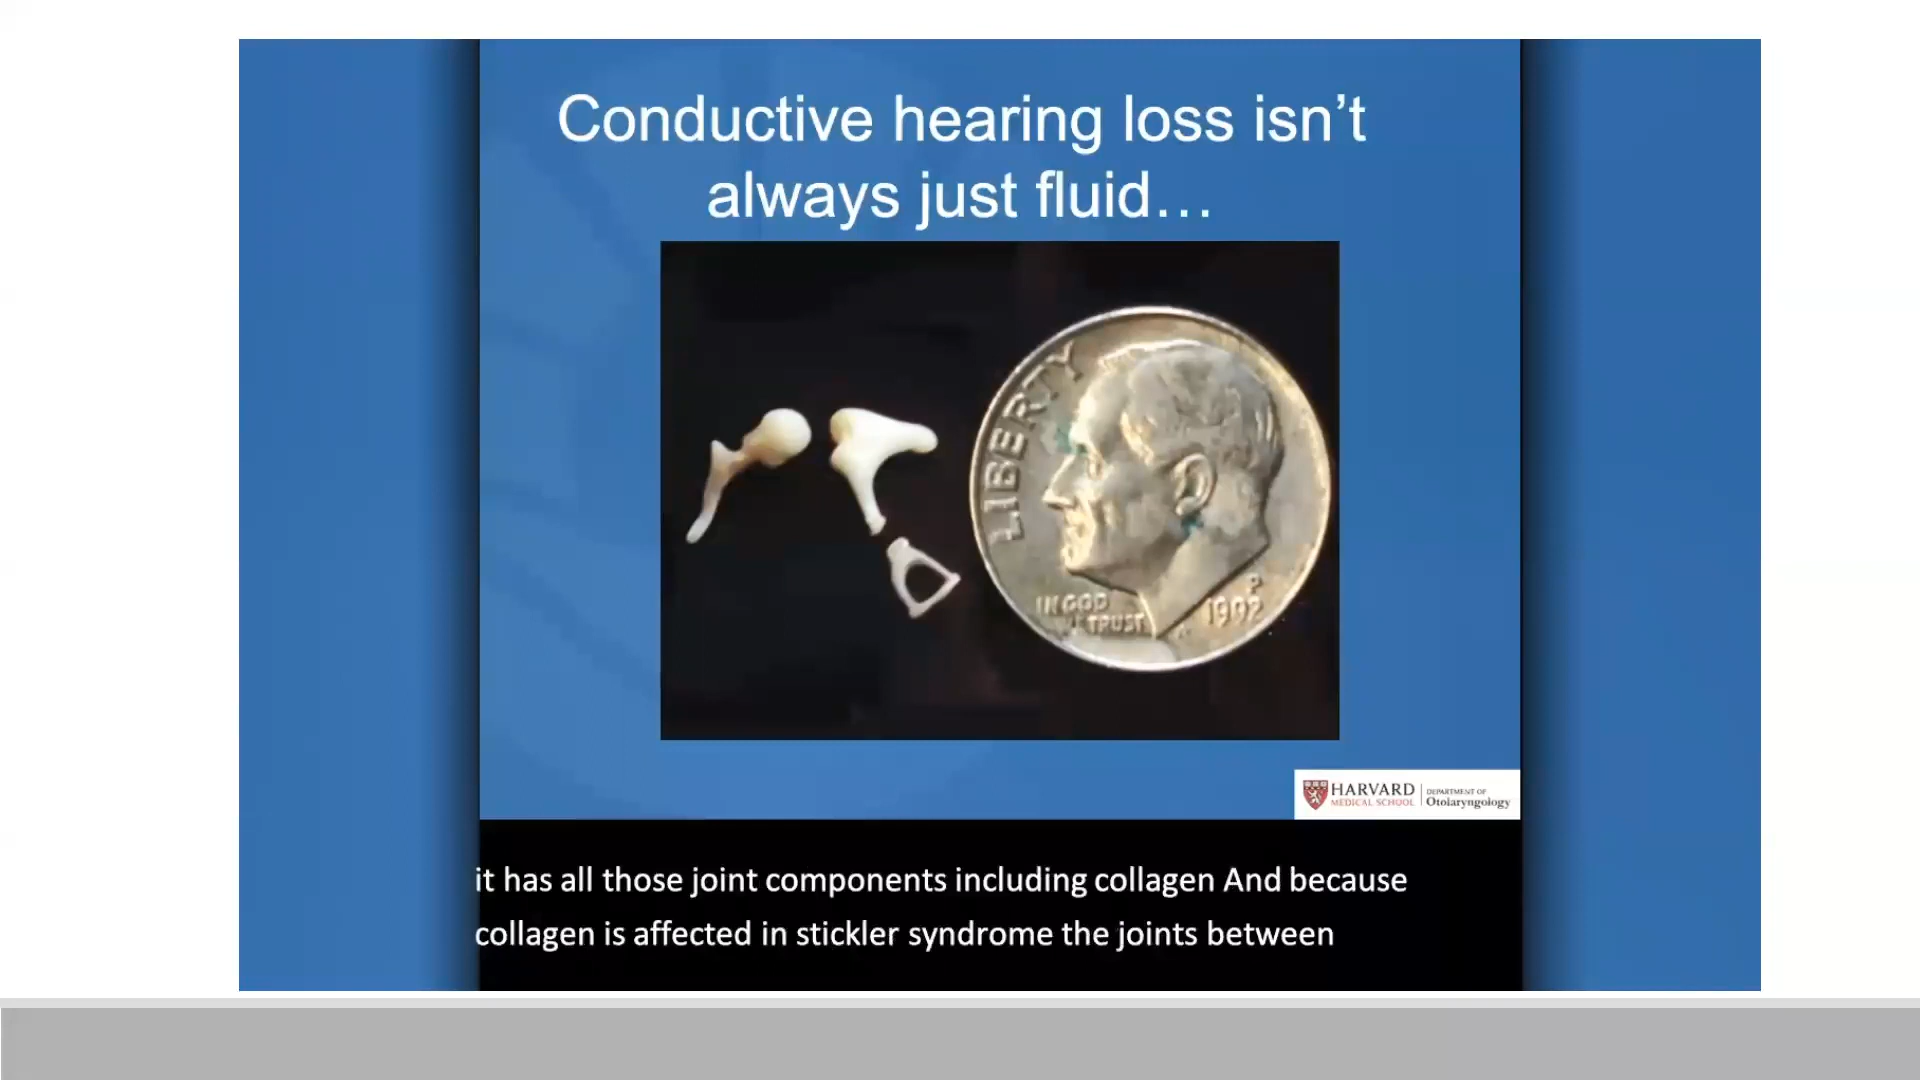 Conductive hearing loss isn’t
always just fluid…
LIBERTY
IN GOD
WE TRUST
P
1992
HARVARD
MEDICAL SCHOOL
DEPARTMENT OF
Otolaryngology
it has all those joint components including collagen And because
collagen is affected in stickler syndrome the joints between